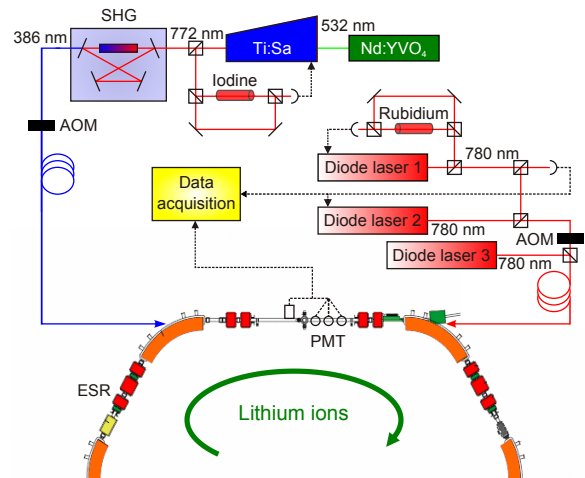 SHG
386 nm
772 nm
532 nm
Ti:Sa
Nd:YVO4
Iodine
AOM
Rubidium
Diode laser 1
780 nm
Data
acquisition
Diode laser 2
780 nm
AOM
Diode laser 3
780 nm
PMT
ESR
Lithium ions